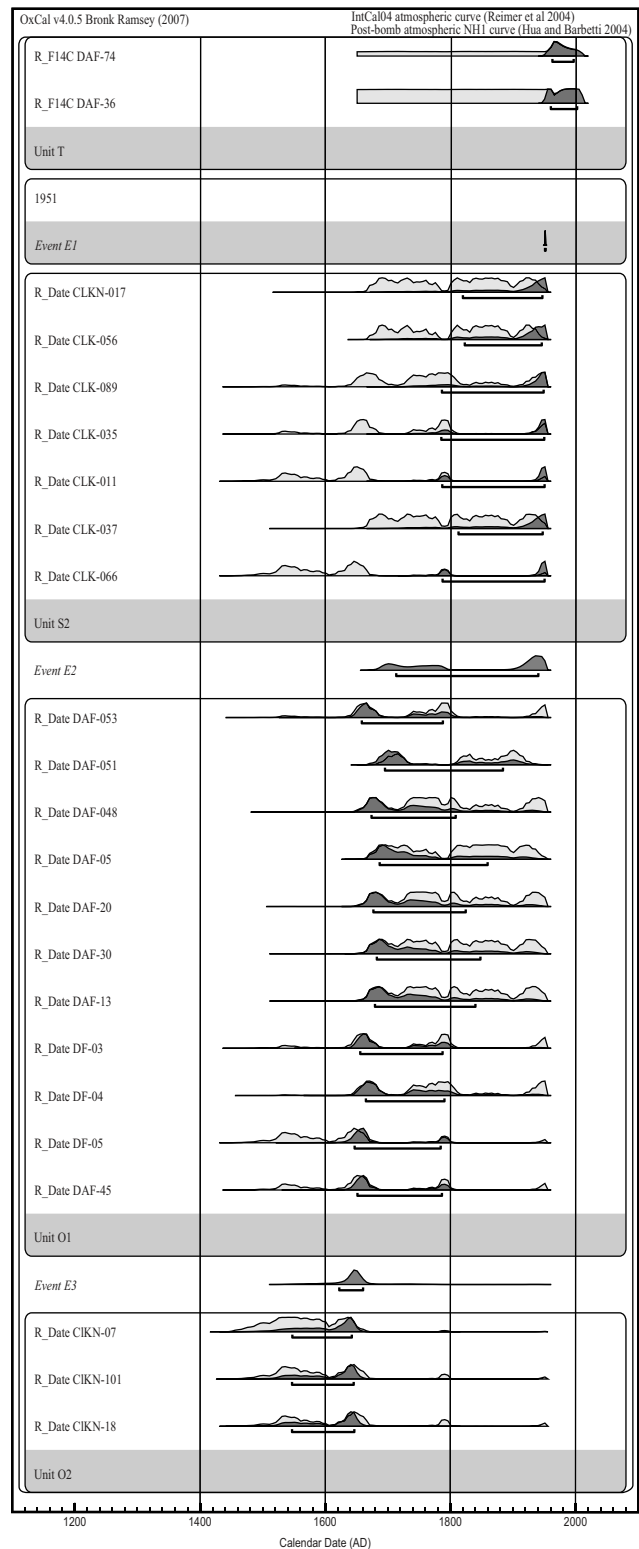 OxCal v4.0.5 Bronk Ramsey (2007)
IntCal04 atmospheric curve (Reimer et al 2004)
Post-bomb atmospheric NH1 curve (Hua and Barbetti 2004)
R_F14C DAF-74
R_F14C DAF-36
Unit T
1951
Event E1
R_Date CLKN-017
R_Date CLK-056
R_Date CLK-089
R_Date CLK-035
R_Date CLK-011
R_Date CLK-037
R_Date CLK-066
Unit S2
Event E2
R_Date DAF-053
R_Date DAF-051
R_Date DAF-048
R_Date DAF-05
R_Date DAF-20
R_Date DAF-30
R_Date DAF-13
R_Date DF-03
R_Date DF-04
R_Date DF-05
R_Date DAF-45
Unit O1
Event E3
R_Date ClKN-07
R_Date ClKN-101
R_Date ClKN-18
Unit O2
1200 1400 1600 1800 2000
Calendar Date (AD)